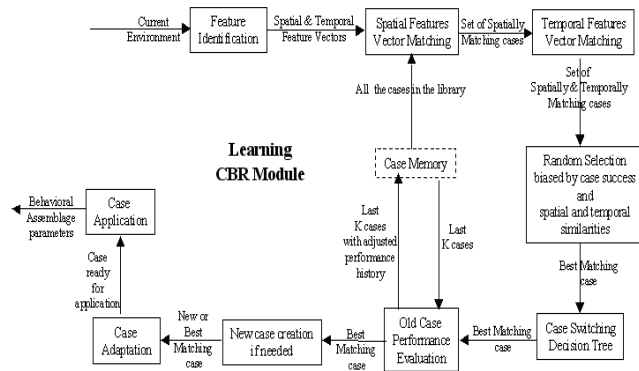 Current
Environment
Feature
Identification
Spatial & Temporal
Feature Vectors
Spatial Features
Vector Matching
Set of Spatially
Matching cases
Temporal Features
Vector Matching
All the cases in the library
Set of
Spatially & Temporally
Matching cases
Learning
CBR Module
Case Memory
Random Selection
biased by case success
and
spatial and temporal
similarities
Behavioral
Assemblage
parameters
Case
Application
Last
K cases
with adjusted
performance
history
Last
K cases
Case
ready
for
application
Best Matching
case
Case
Adaptation
New or
Best
Matching
case
New case creation
if needed
Best
Matching
case
Old Case
Performance
Evaluation
Best Matching
case
Case Switching
Decision Tree